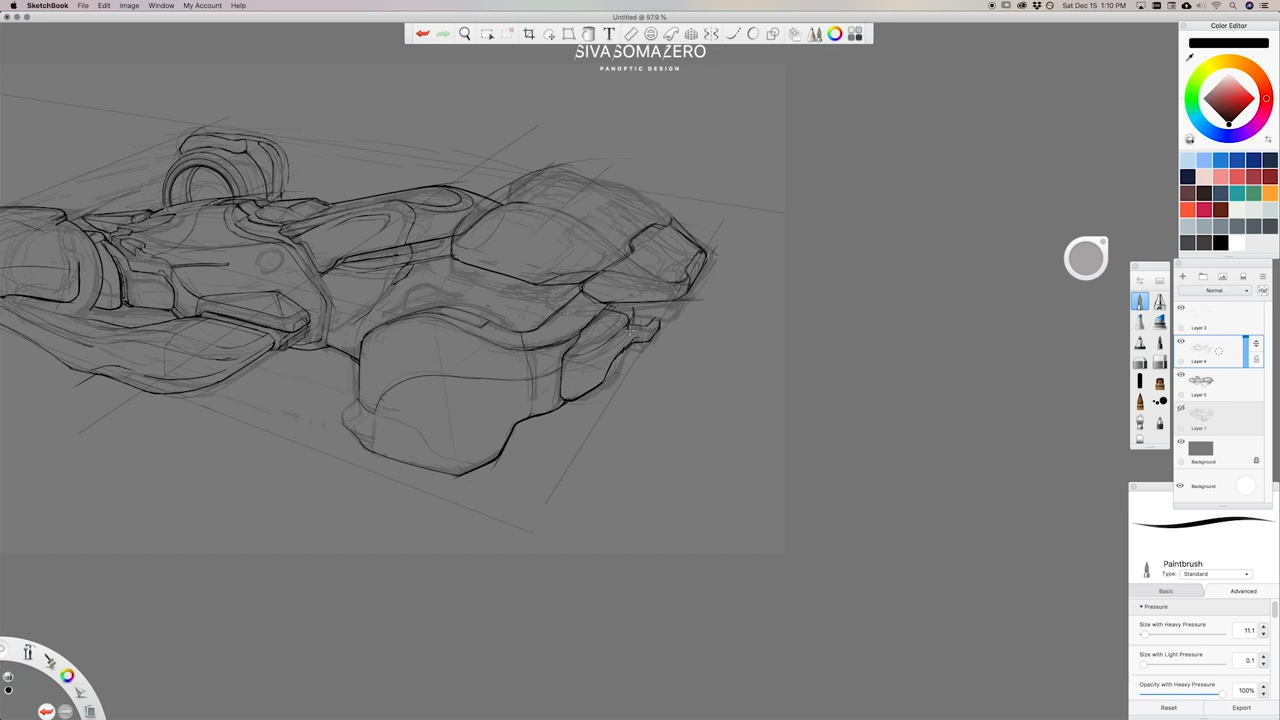 SketchBook File Edit Image Window My Account Help
Sat Dec 15 1:10 PM
Untitled @ 57.9 %
SIVASOMAZERO
PANOPTIC DESIGN
Color Editor
Normal
Layer 3
Layer 4
Layer 5
Layer 1
Background
Background
Paintbrush
Type: Standard
Basic Advanced
Pressure
Size with Heavy Pressure 11.1
Size with Light Pressure 0.1
Opacity with Heavy Pressure 100%
Reset Export